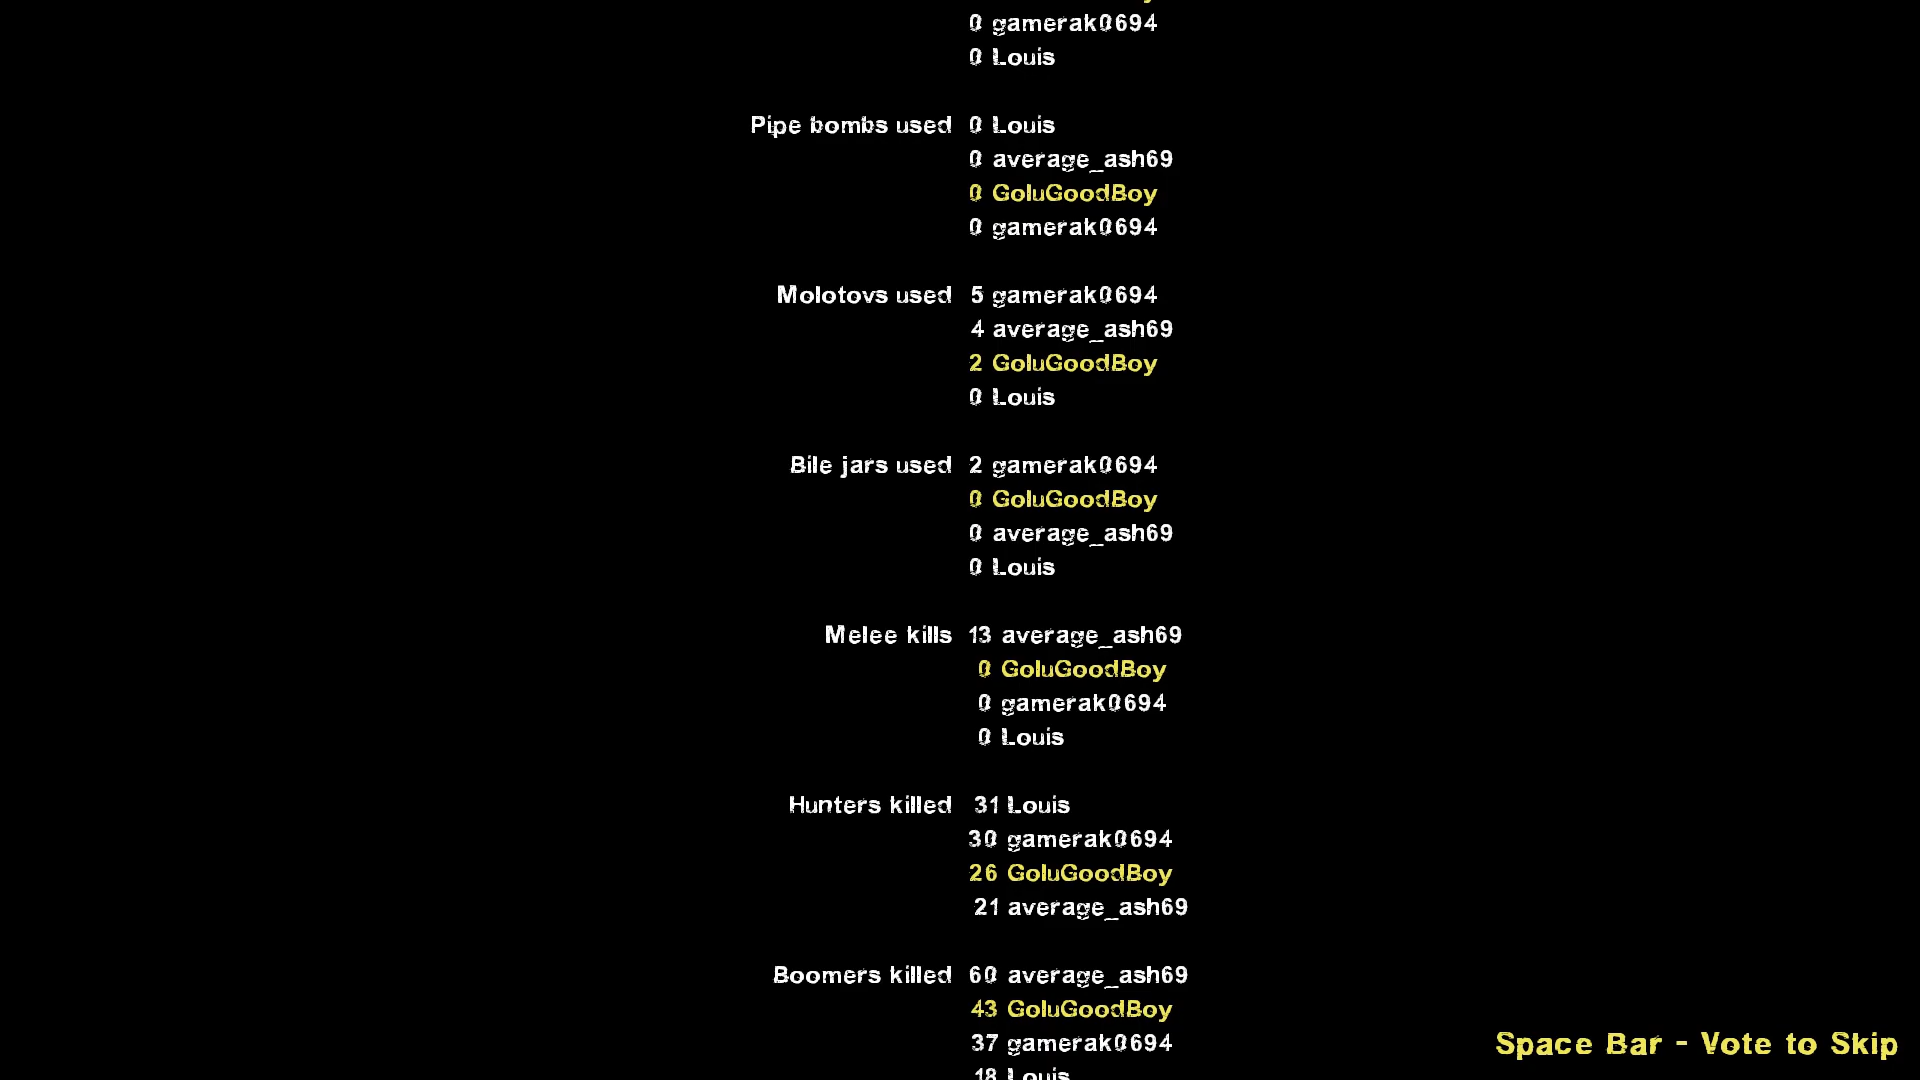 0 gamerak0694
0 Louis
Pipe bombs used 0 Louis
0 average_ash69
0 GoluGoodBoy
0 gamerak0694
Molotovs used 5 gamerak0694
4 average_ash69
2 GoluGoodBoy
0 Louis
Bile jars used 2 gamerak0694
0 GoluGoodBoy
0 average_ash69
0 Louis
Melee kills 13 average_ash69
0 GoluGoodBoy
0 gamerak0694
0 Louis
Hunters killed 31 Louis
30 gamerak0694
26 GoluGoodBoy
21 average_ash69
Boomers killed 60 average_ash69
43 GoluGoodBoy
37 gamerak0694
18 Louis
Space Bar - Vote to Skip